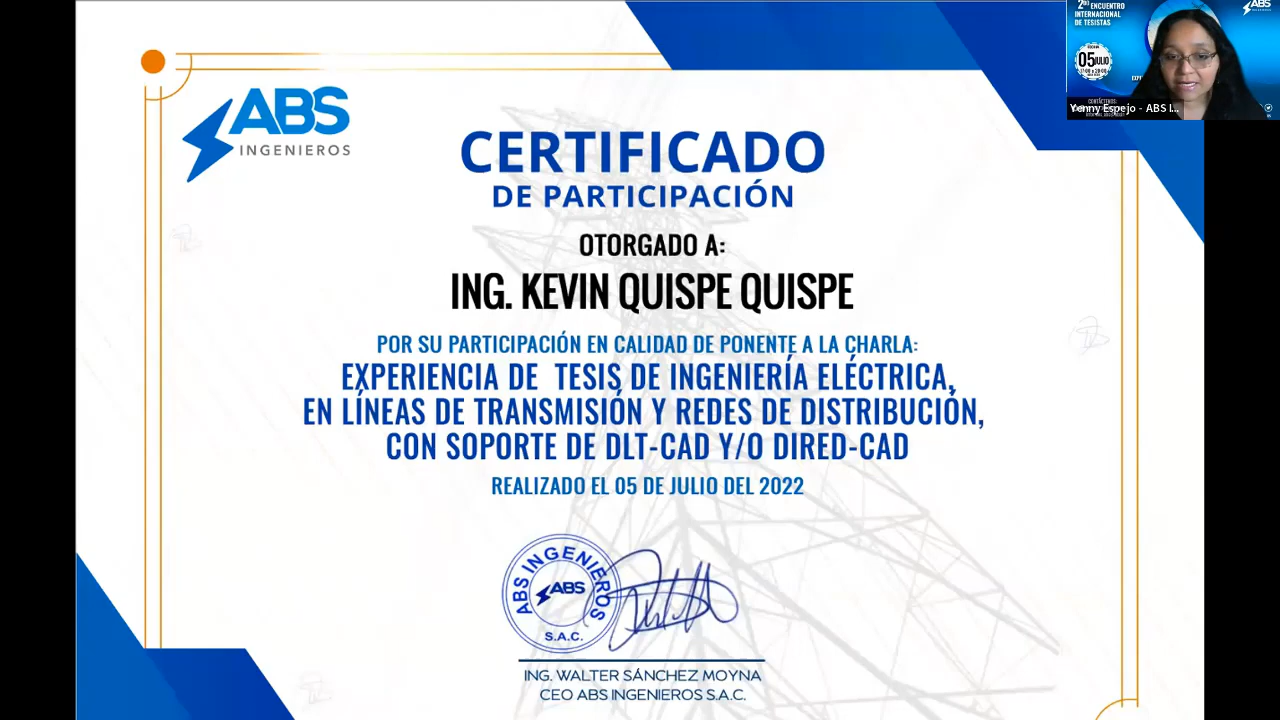 2DO ENCUENTRO
INTERNACIONAL
DE TESISTAS
ABS
05 JULIO
Yenny Espejo - ABS I...
ABS
INGENIEROS
CERTIFICADO
DE PARTICIPACIÓN
OTORGADO A:
ING. KEVIN QUISPE QUISPE
POR SU PARTICIPACIÓN EN CALIDAD DE PONENTE A LA CHARLA:
EXPERIENCIA DE TESIS DE INGENIERÍA ELÉCTRICA,
EN LÍNEAS DE TRANSMISIÓN Y REDES DE DISTRIBUCIÓN,
CON SOPORTE DE DLT-CAD Y/O DIRED-CAD
REALIZADO EL 05 DE JULIO DEL 2022
ABS INGENIEROS
ABS
S.A.C.
ING. WALTER SÁNCHEZ MOYNA
CEO ABS INGENIEROS S.A.C.